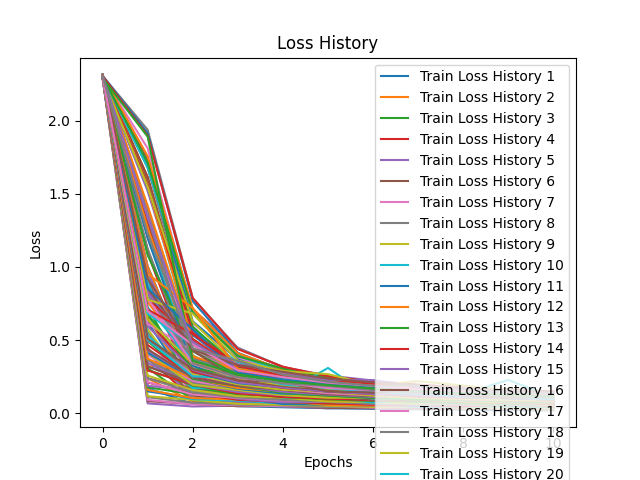 Loss History
Loss
2.0
1.5
1.0
0.5
0.0
0
2
4
6
8
10
Epochs
Train Loss History 1
Train Loss History 2
Train Loss History 3
Train Loss History 4
Train Loss History 5
Train Loss History 6
Train Loss History 7
Train Loss History 8
Train Loss History 9
Train Loss History 10
Train Loss History 11
Train Loss History 12
Train Loss History 13
Train Loss History 14
Train Loss History 15
Train Loss History 16
Train Loss History 17
Train Loss History 18
Train Loss History 19
Train Loss History 20